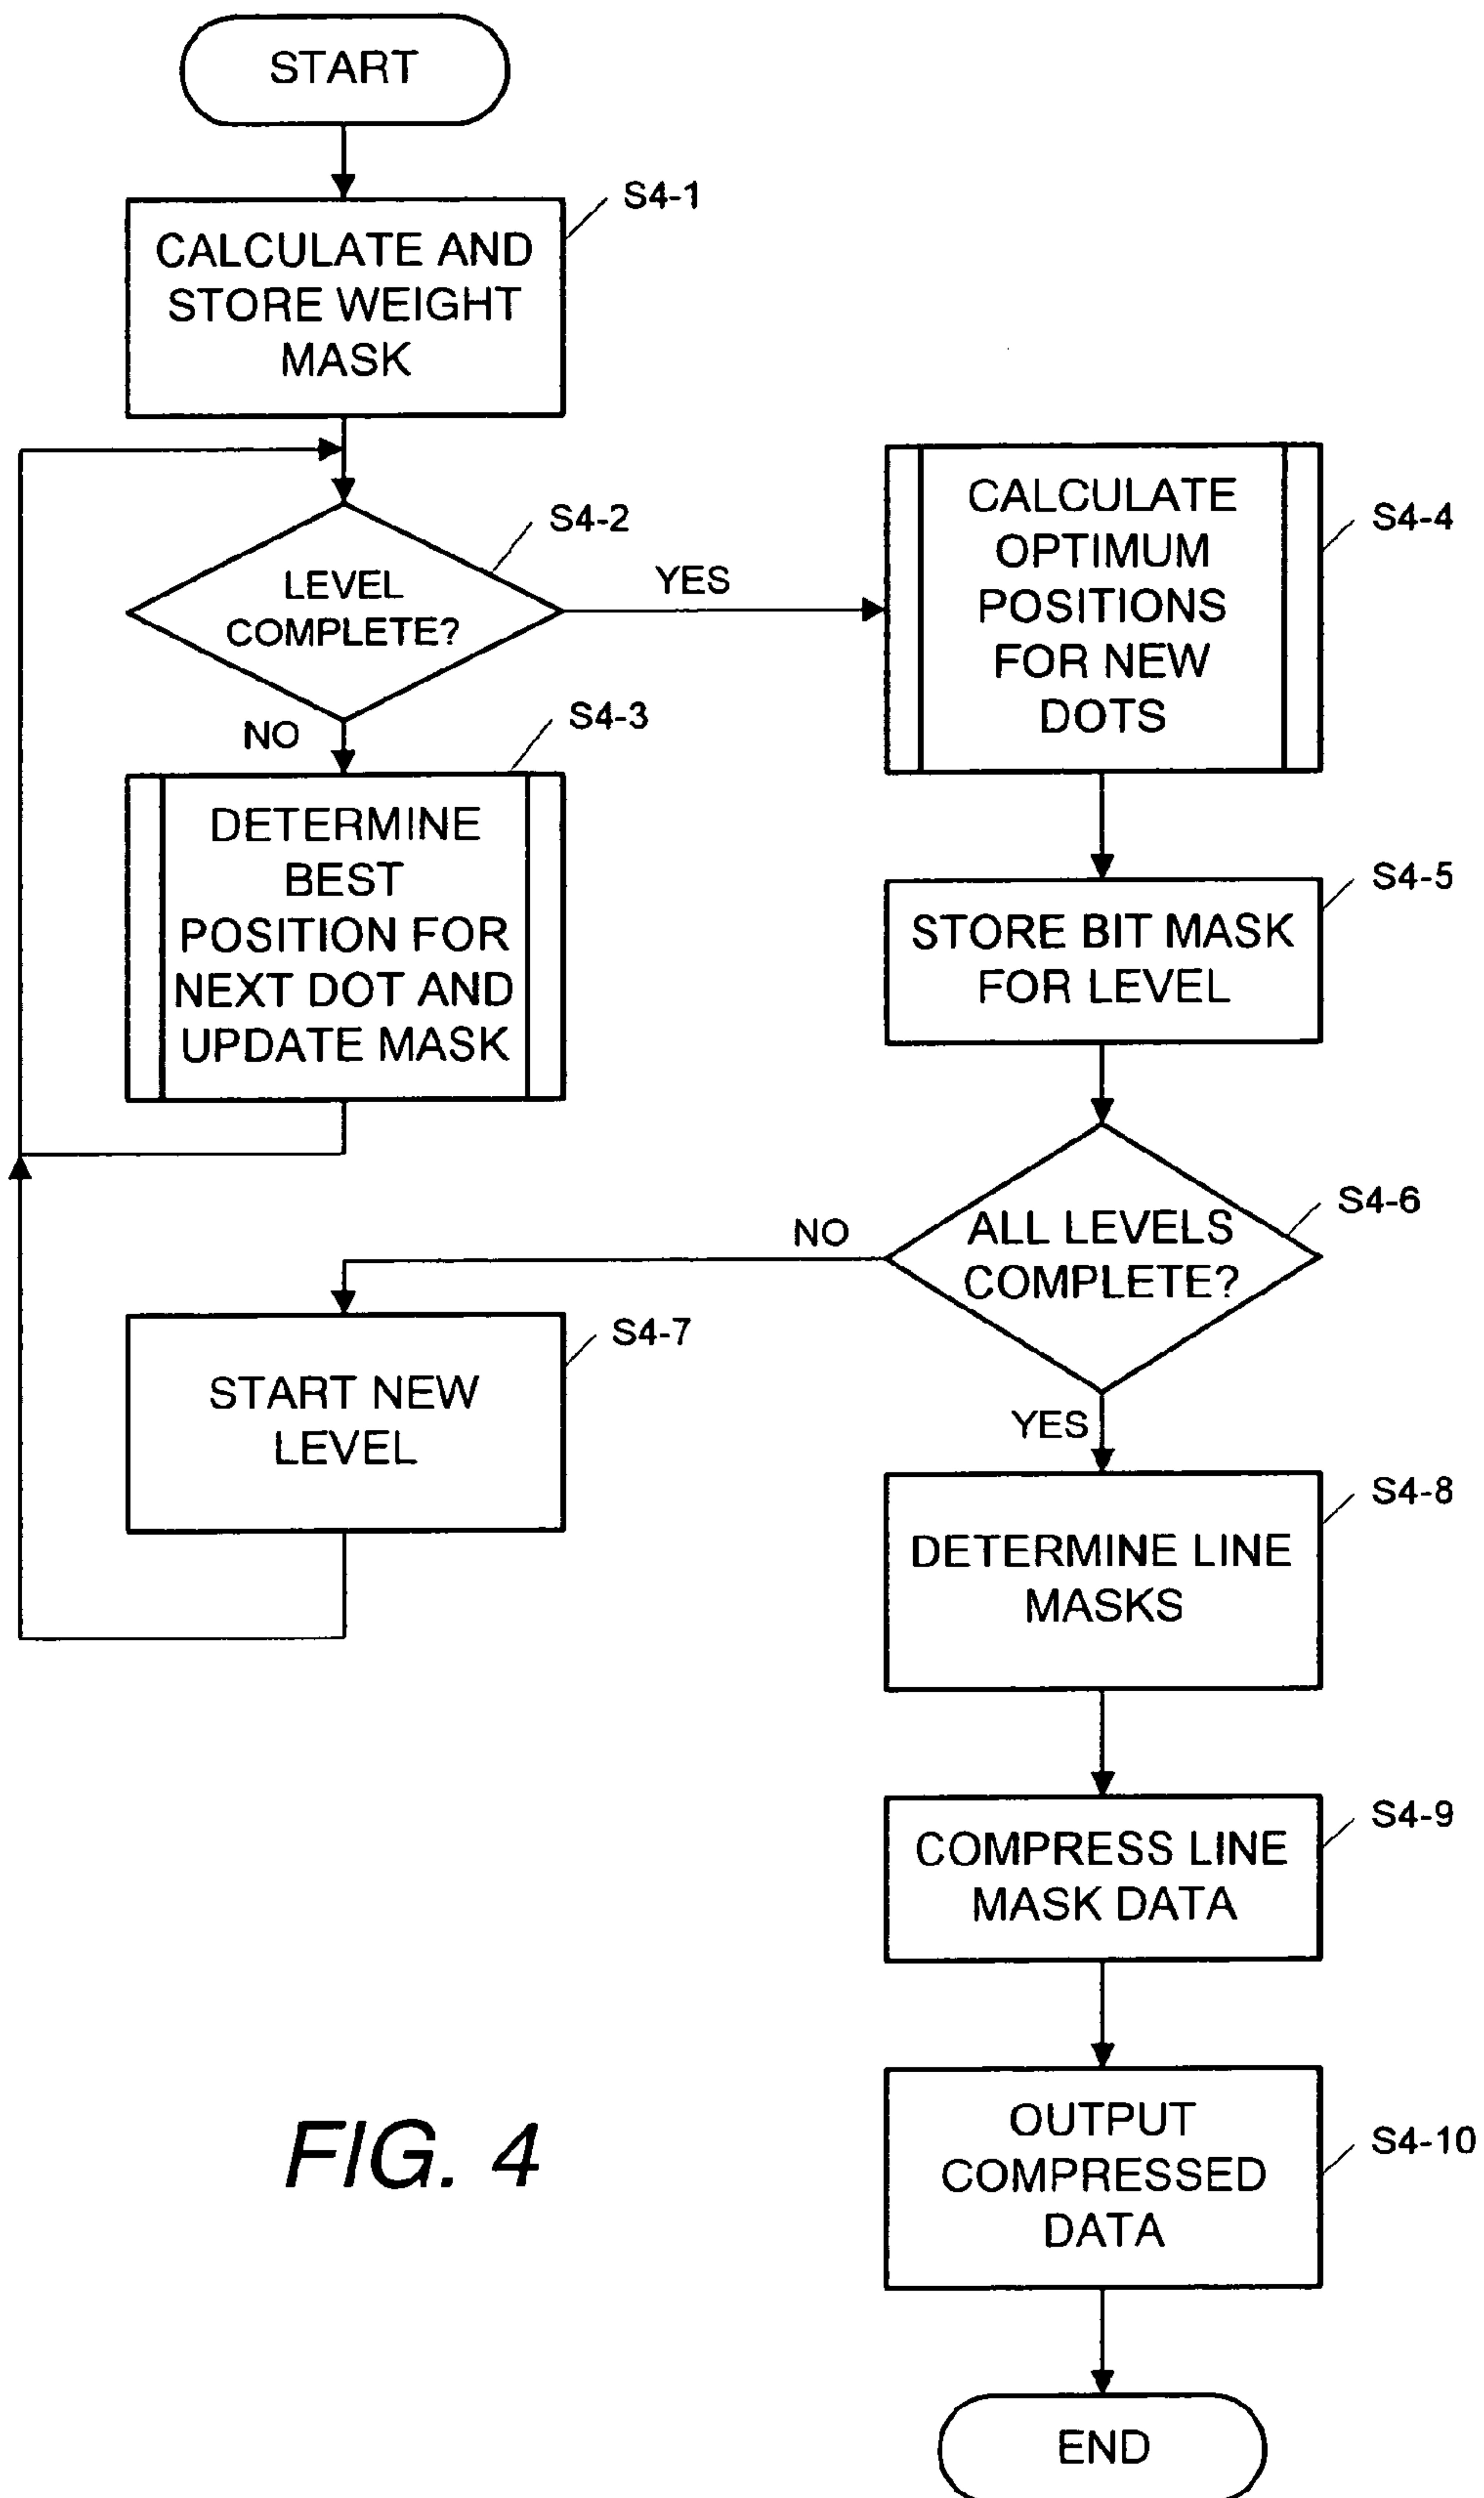 START
S4-1
CALCULATE AND
STORE WEIGHT
MASK
S4-2
LEVEL
COMPLETE?
YES
NO
S4-3
DETERMINE
BEST
POSITION FOR
NEXT DOT AND
UPDATE MASK
CALCULATE
OPTIMUM
POSITIONS
FOR NEW
DOTS
S4-4
STORE BIT MASK
FOR LEVEL
S4-5
ALL LEVELS
COMPLETE?
S4-6
NO
YES
START NEW
LEVEL
S4-7
DETERMINE LINE
MASKS
S4-8
COMPRESS LINE
MASK DATA
S4-9
OUTPUT
COMPRESSED
DATA
S4-10
END
FIG. 4